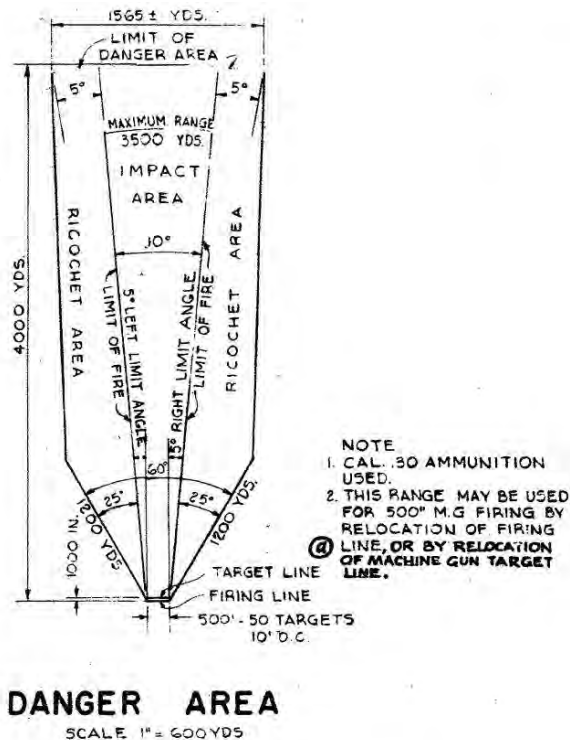 1565± YDS.
LIMIT OF
DANGER AREA
5°
5°
MAXIMUM RANGE
3500 YDS.
IMPACT
AREA
10°
4000 YDS.
RICOCHET AREA
LIMIT OF FIRE
5° LEFT LIMIT ANGLE
5° RIGHT LIMIT ANGLE
LIMIT OF FIRE
RICOCHET AREA
60°
25°
25°
1200 YDS.
1200 YDS.
1000 IN.
TARGET LINE
FIRING LINE
500' - 50 TARGETS
10' O.C.
NOTE
1. CAL. .30 AMMUNITION
USED.
2. THIS RANGE MAY BE USED
FOR 500" M.G FIRING BY
RELOCATION OF FIRING
ⓐ LINE, OR BY RELOCATION
OF MACHINE GUN TARGET
LINE.
DANGER AREA
SCALE 1" = 600 YDS